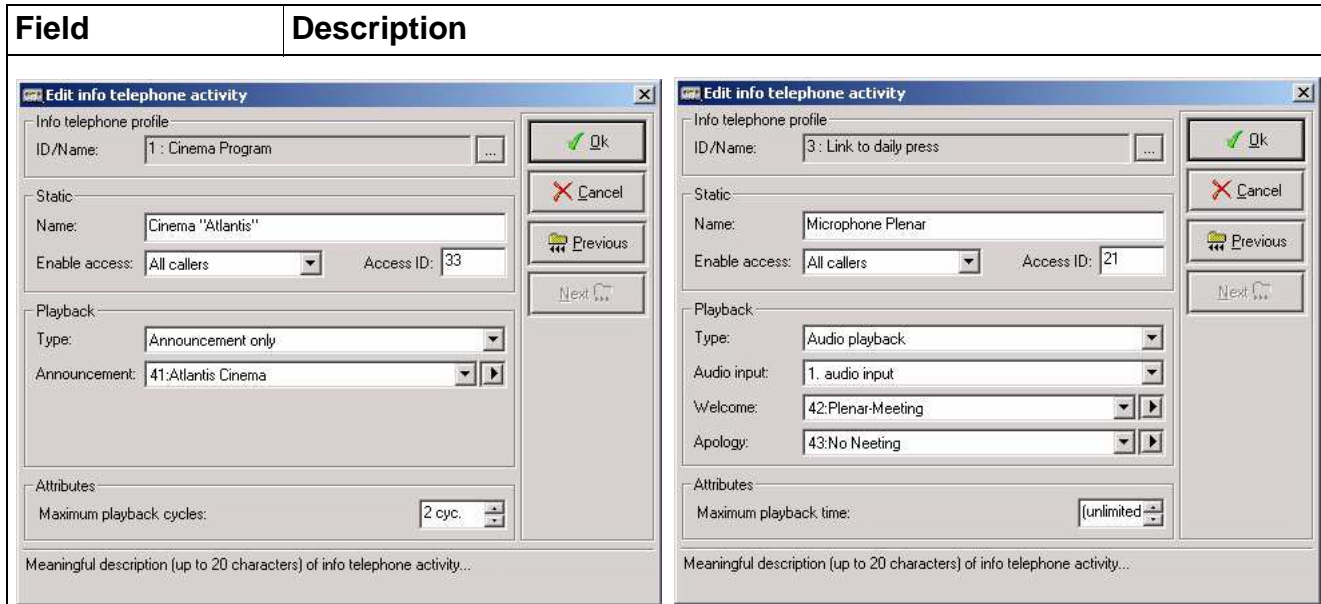 Field Description
Edit info telephone activity
Info telephone profile
ID/Name: 1 : Cinema Program ...
Ok
Static
Cancel
Name: Cinema "Atlantis"
Previous
Enable access: All callers Access ID: 33
Next
Playback
Type: Announcement only
Announcement: 41:Atlantis Cinema
Attributes
Maximum playback cycles: 2 cyc.
Meaningful description (up to 20 characters) of info telephone activity...
Edit info telephone activity
Info telephone profile
ID/Name: 3 : Link to daily press ...
Ok
Static
Cancel
Name: Microphone Plenar
Previous
Enable access: All callers Access ID: 21
Next
Playback
Type: Audio playback
Audio input: 1. audio input
Welcome: 42:Plenar-Meeting
Apology: 43:No Neeting
Attributes
Maximum playback time: (unlimited
Meaningful description (up to 20 characters) of info telephone activity...